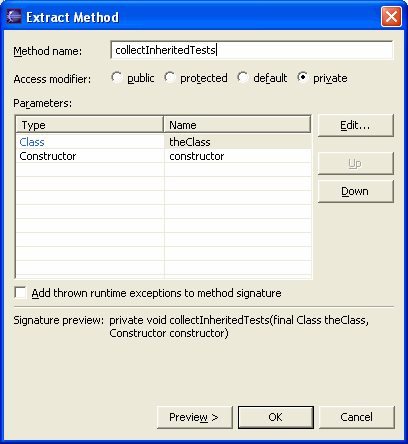 Extract Method
Method name: collectInheritedTests
Access modifier: public protected default private
Parameters:
Type Name
Class theClass
Constructor constructor
Edit...
Up
Down
Add thrown runtime exceptions to method signature
Signature preview: private void collectInheritedTests(final Class theClass,
Constructor constructor)
Preview > OK Cancel